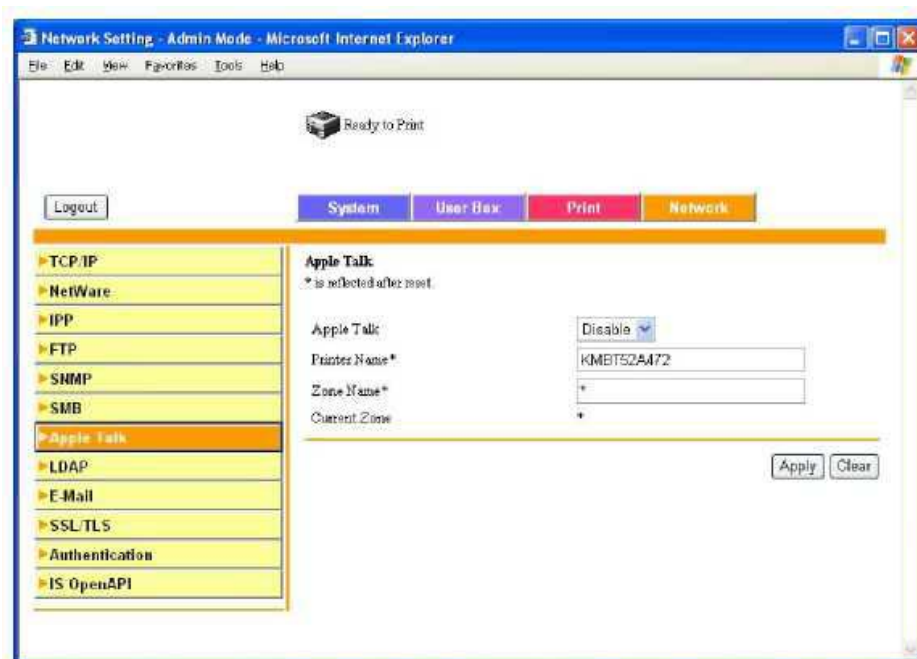 Network Setting - Admin Mode - Microsoft Internet Explorer
File Edit View Favorites Tools Help
Ready to Print
Logout
System User Box Print Network
TCP/IP
NetWare
IPP
FTP
SNMP
SMB
Apple Talk
LDAP
E-Mail
SSL/TLS
Authentication
IS OpenAPI
Apple Talk
* is reflected after reset.
Apple Talk Disable
Printer Name* KMBT52A472
Zone Name* *
Current Zone *
Apply Clear